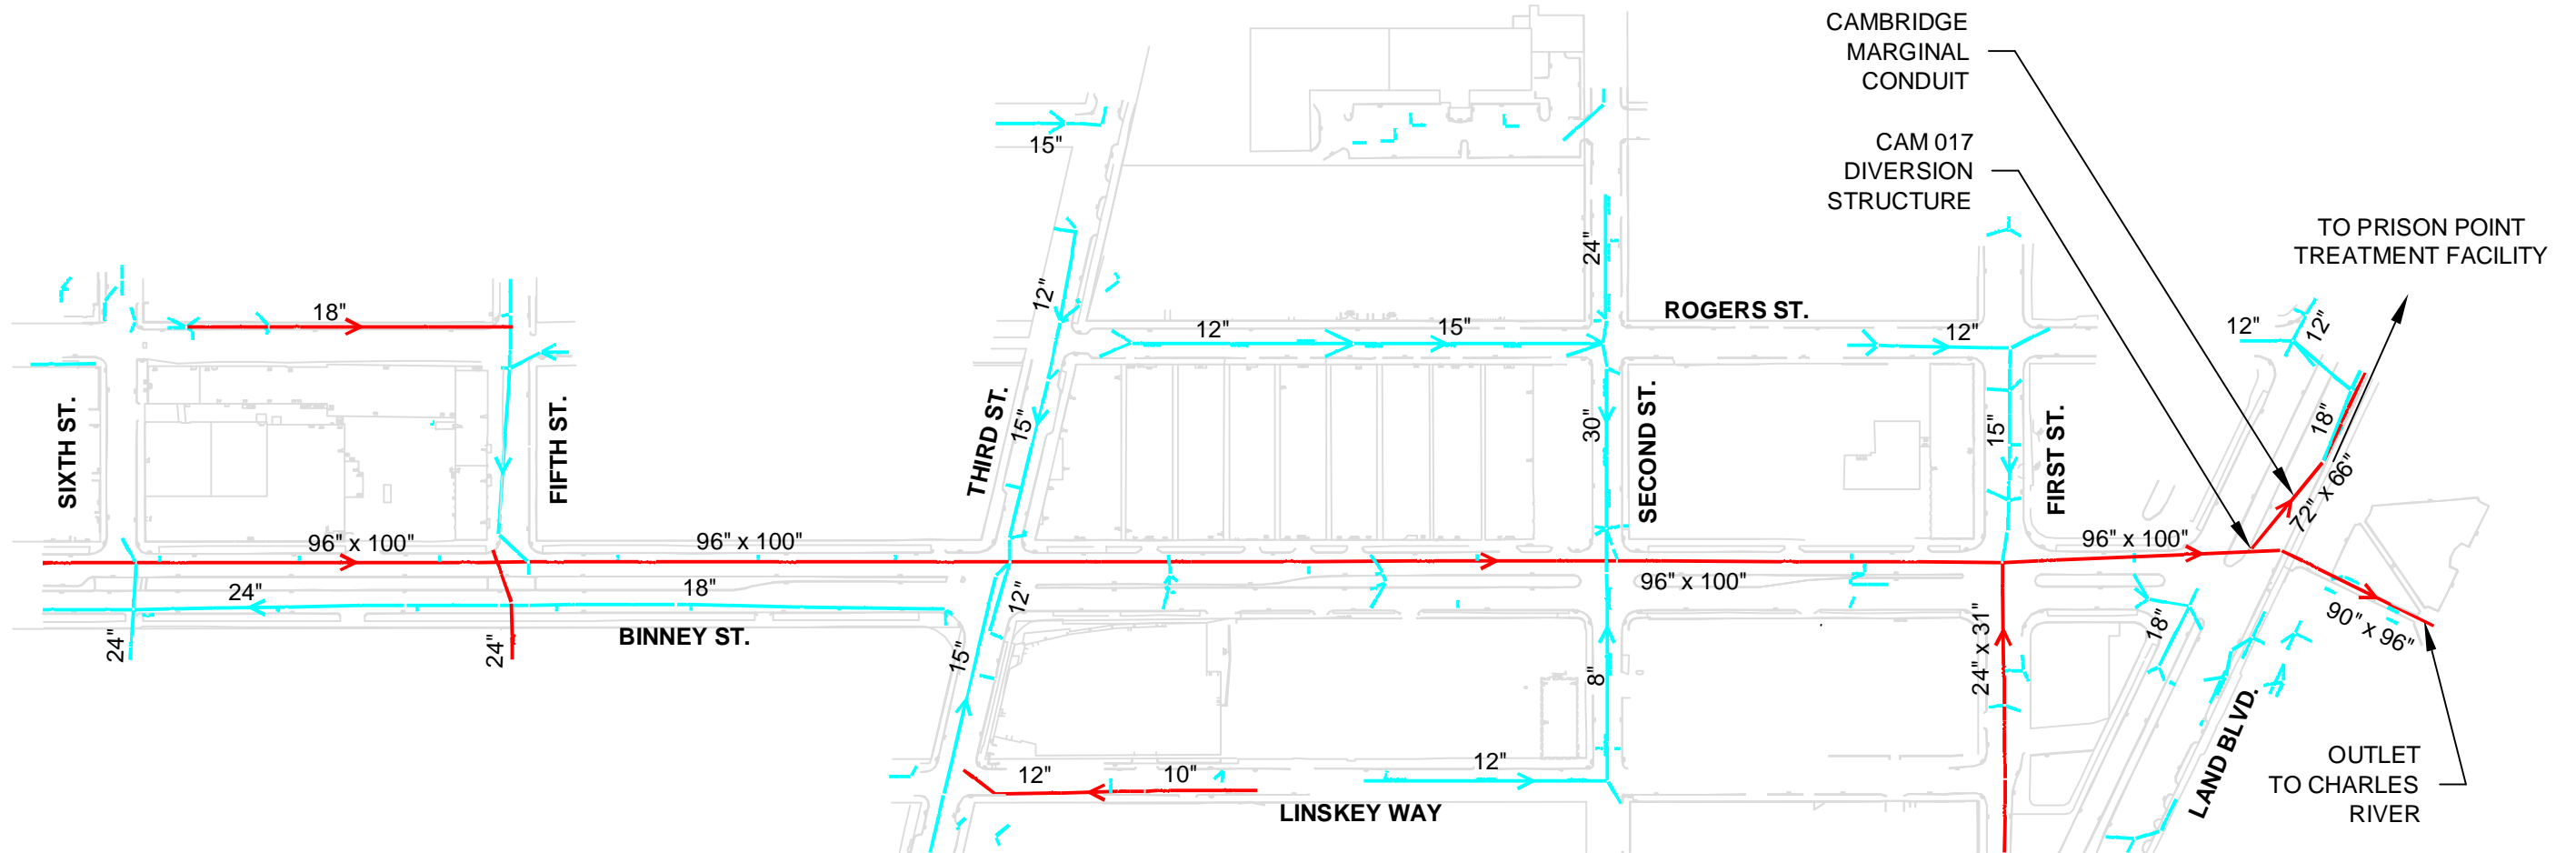 CAMBRIDGE
MARGINAL
CONDUIT
CAM 017
DIVERSION
STRUCTURE
TO PRISON POINT
TREATMENT FACILITY
15"
12"
24"
18"
12"
15"
ROGERS ST.
12"
12"
12"
SIXTH ST.
FIFTH ST.
THIRD ST.
15"
30"
SECOND ST.
15"
FIRST ST.
18"
72" x 66"
96" x 100"
96" x 100"
96" x 100"
96" x 100"
24"
18"
12"
24"
24"
BINNEY ST.
15"
8"
24" x 31"
18"
90" x 96"
LAND BLVD.
12"
10"
12"
LINSKEY WAY
OUTLET
TO CHARLES
RIVER